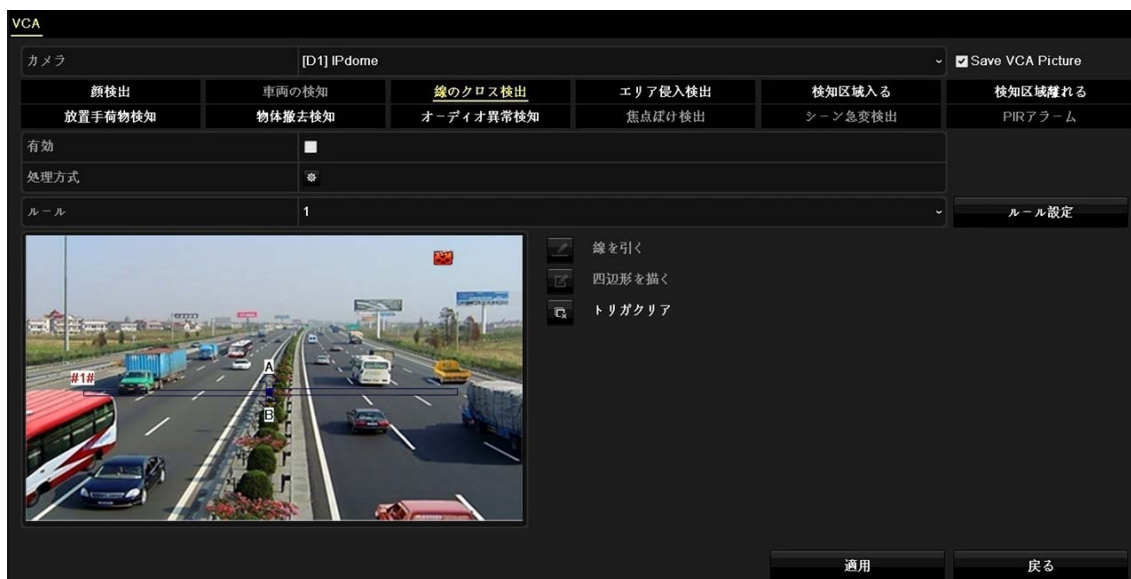 VCA
カメラ [D1] IPdome Save VCA Picture
顔検出 車両の検知 線のクロス検出 エリア侵入検出 検知区域入る 検知区域離れる
放置手荷物検知 物体撤去検知 オーディオ異常検知 焦点ぼけ検出 シーン急変検出 PIRアラーム
有効
処理方式
ルール 1 ルール設定
線を引く
四辺形を描く
トリガクリア
#1#
A
B
適用 戻る